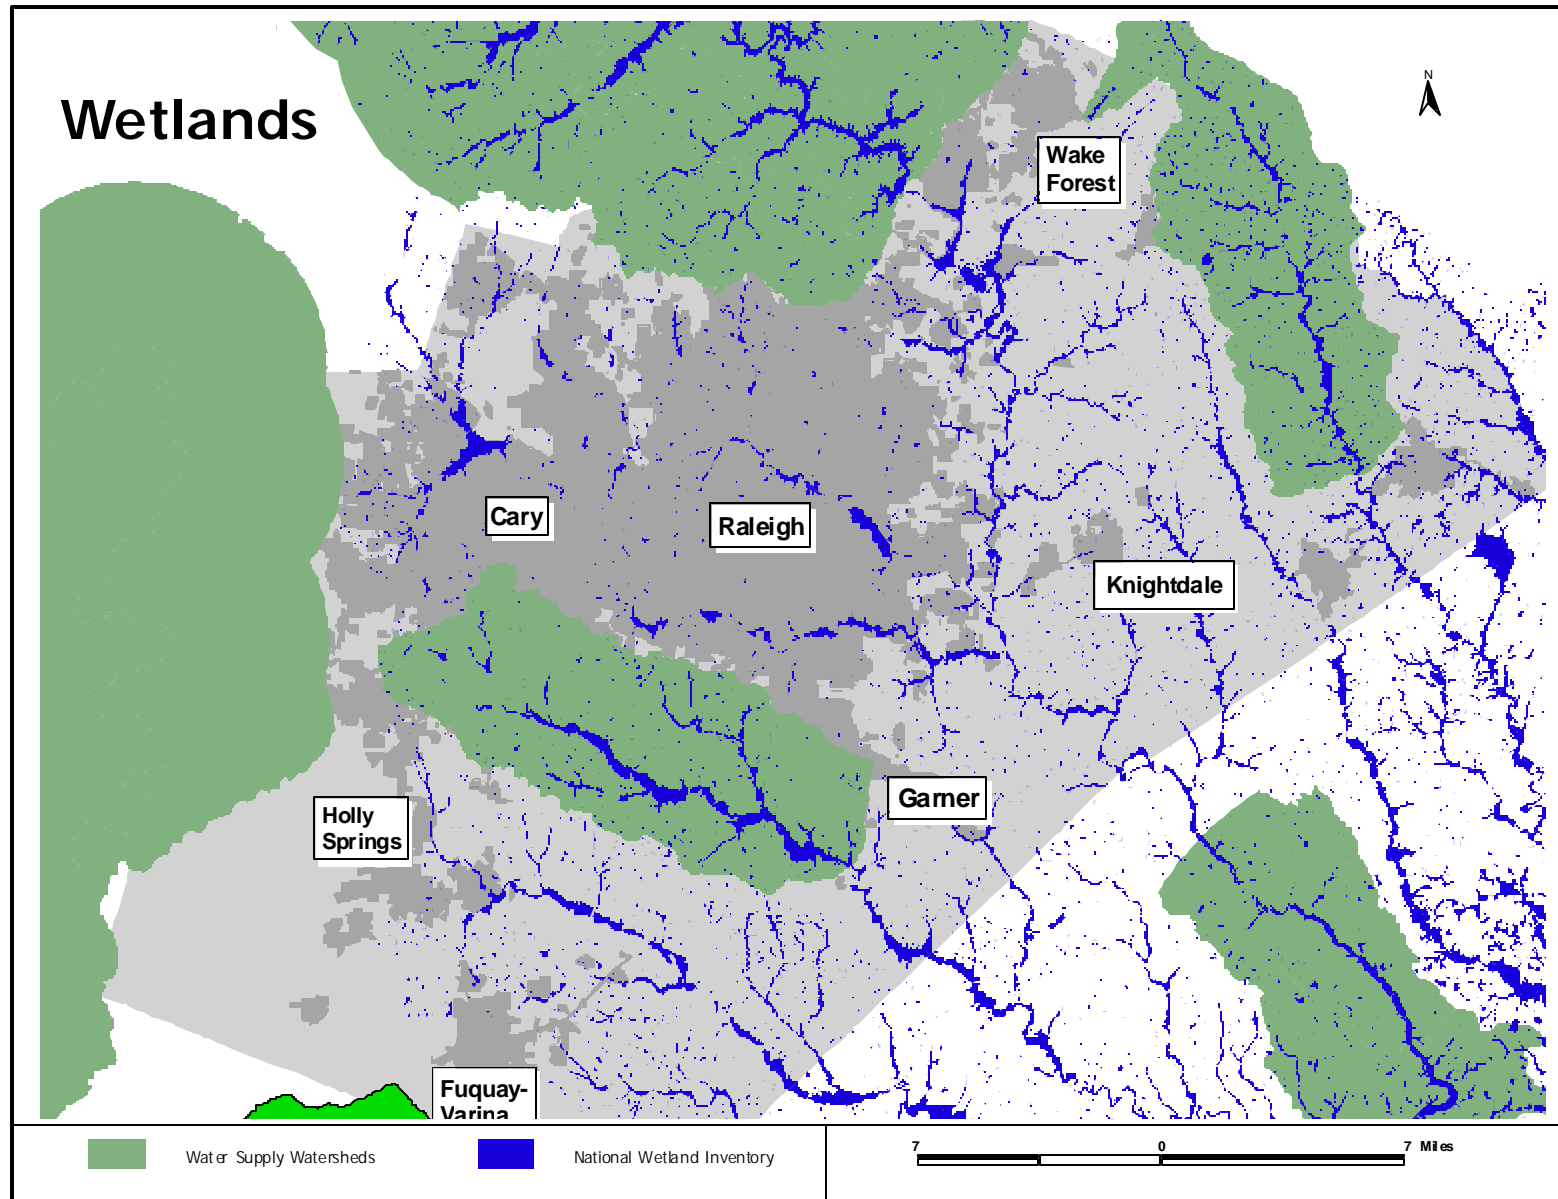 Wetlands
N
Wake
Forest
Cary
Raleigh
Knightdale
Holly
Springs
Garner
Fuquay-
Varina
Water Supply Watersheds
National Wetland Inventory
7 0 7 Miles